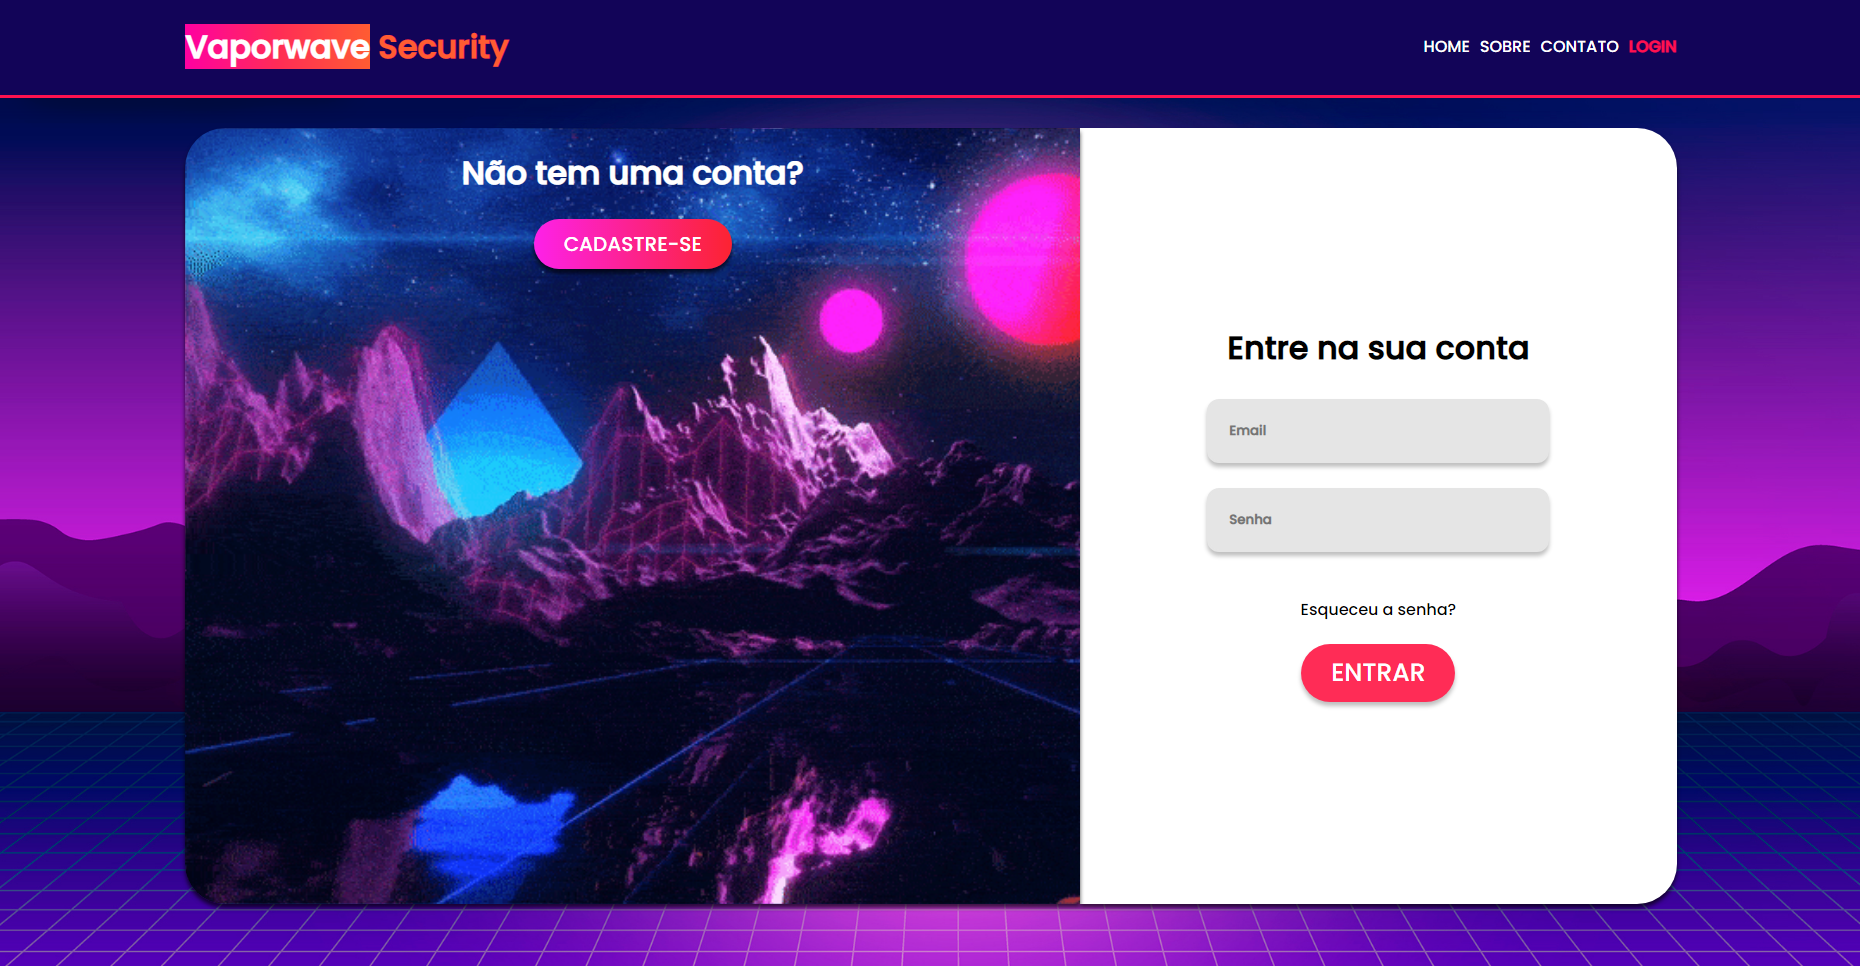 Vaporwave Security
HOME SOBRE CONTATO LOGIN
Não tem uma conta?
CADASTRE-SE
Entre na sua conta
Email
Senha
Esqueceu a senha?
ENTRAR